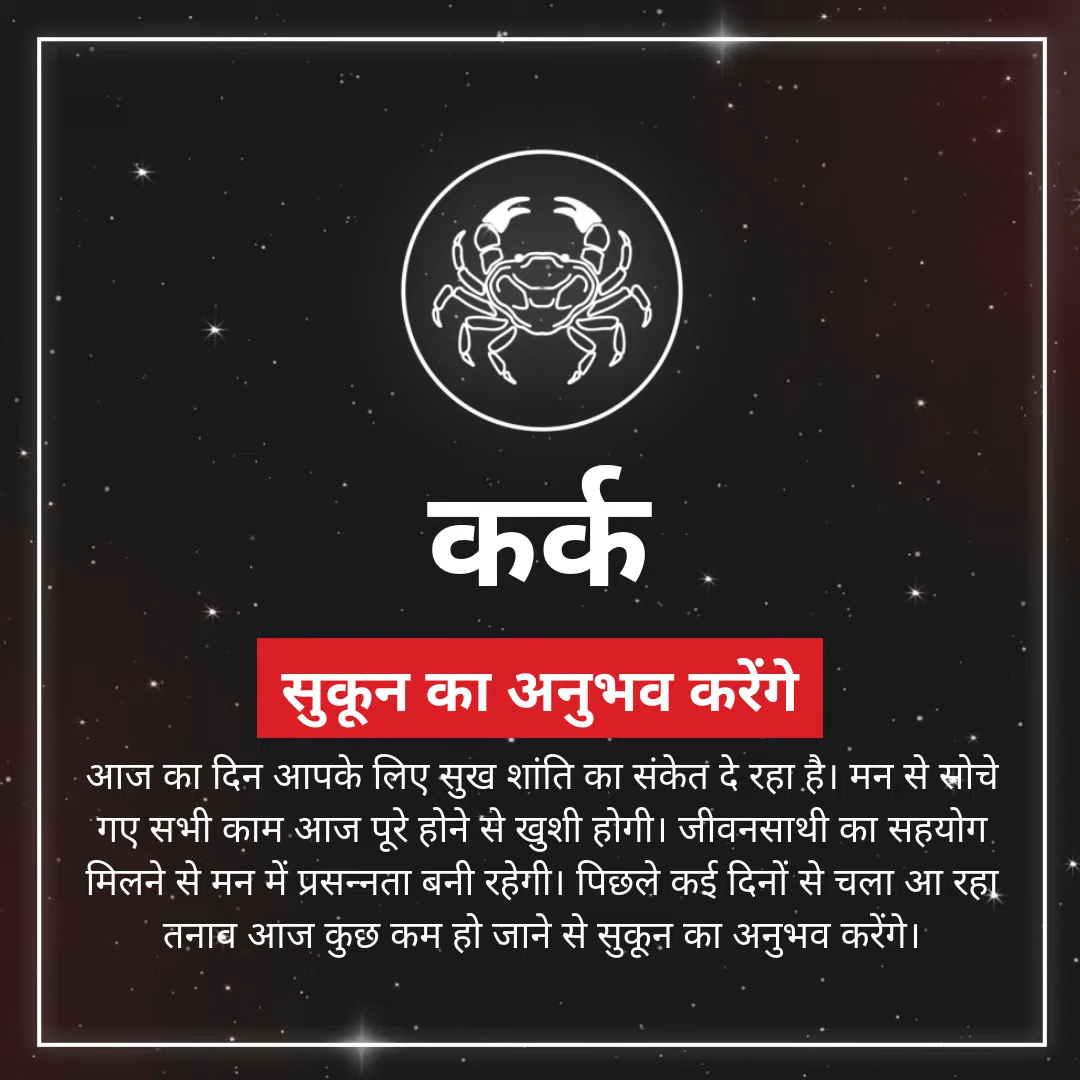 कर्क
सुकून का अनुभव करेंगे
आज का दिन आपके लिए सुख शांति का संकेत दे रहा है। मन से सोचे
गए सभी काम आज पूरे होने से खुशी होगी। जीवनसाथी का सहयोग
मिलने से मन में प्रसन्नता बनी रहेगी। पिछले कई दिनों से चला आ रहा
तनाव आज कुछ कम हो जाने से सुकून का अनुभव करेंगे।